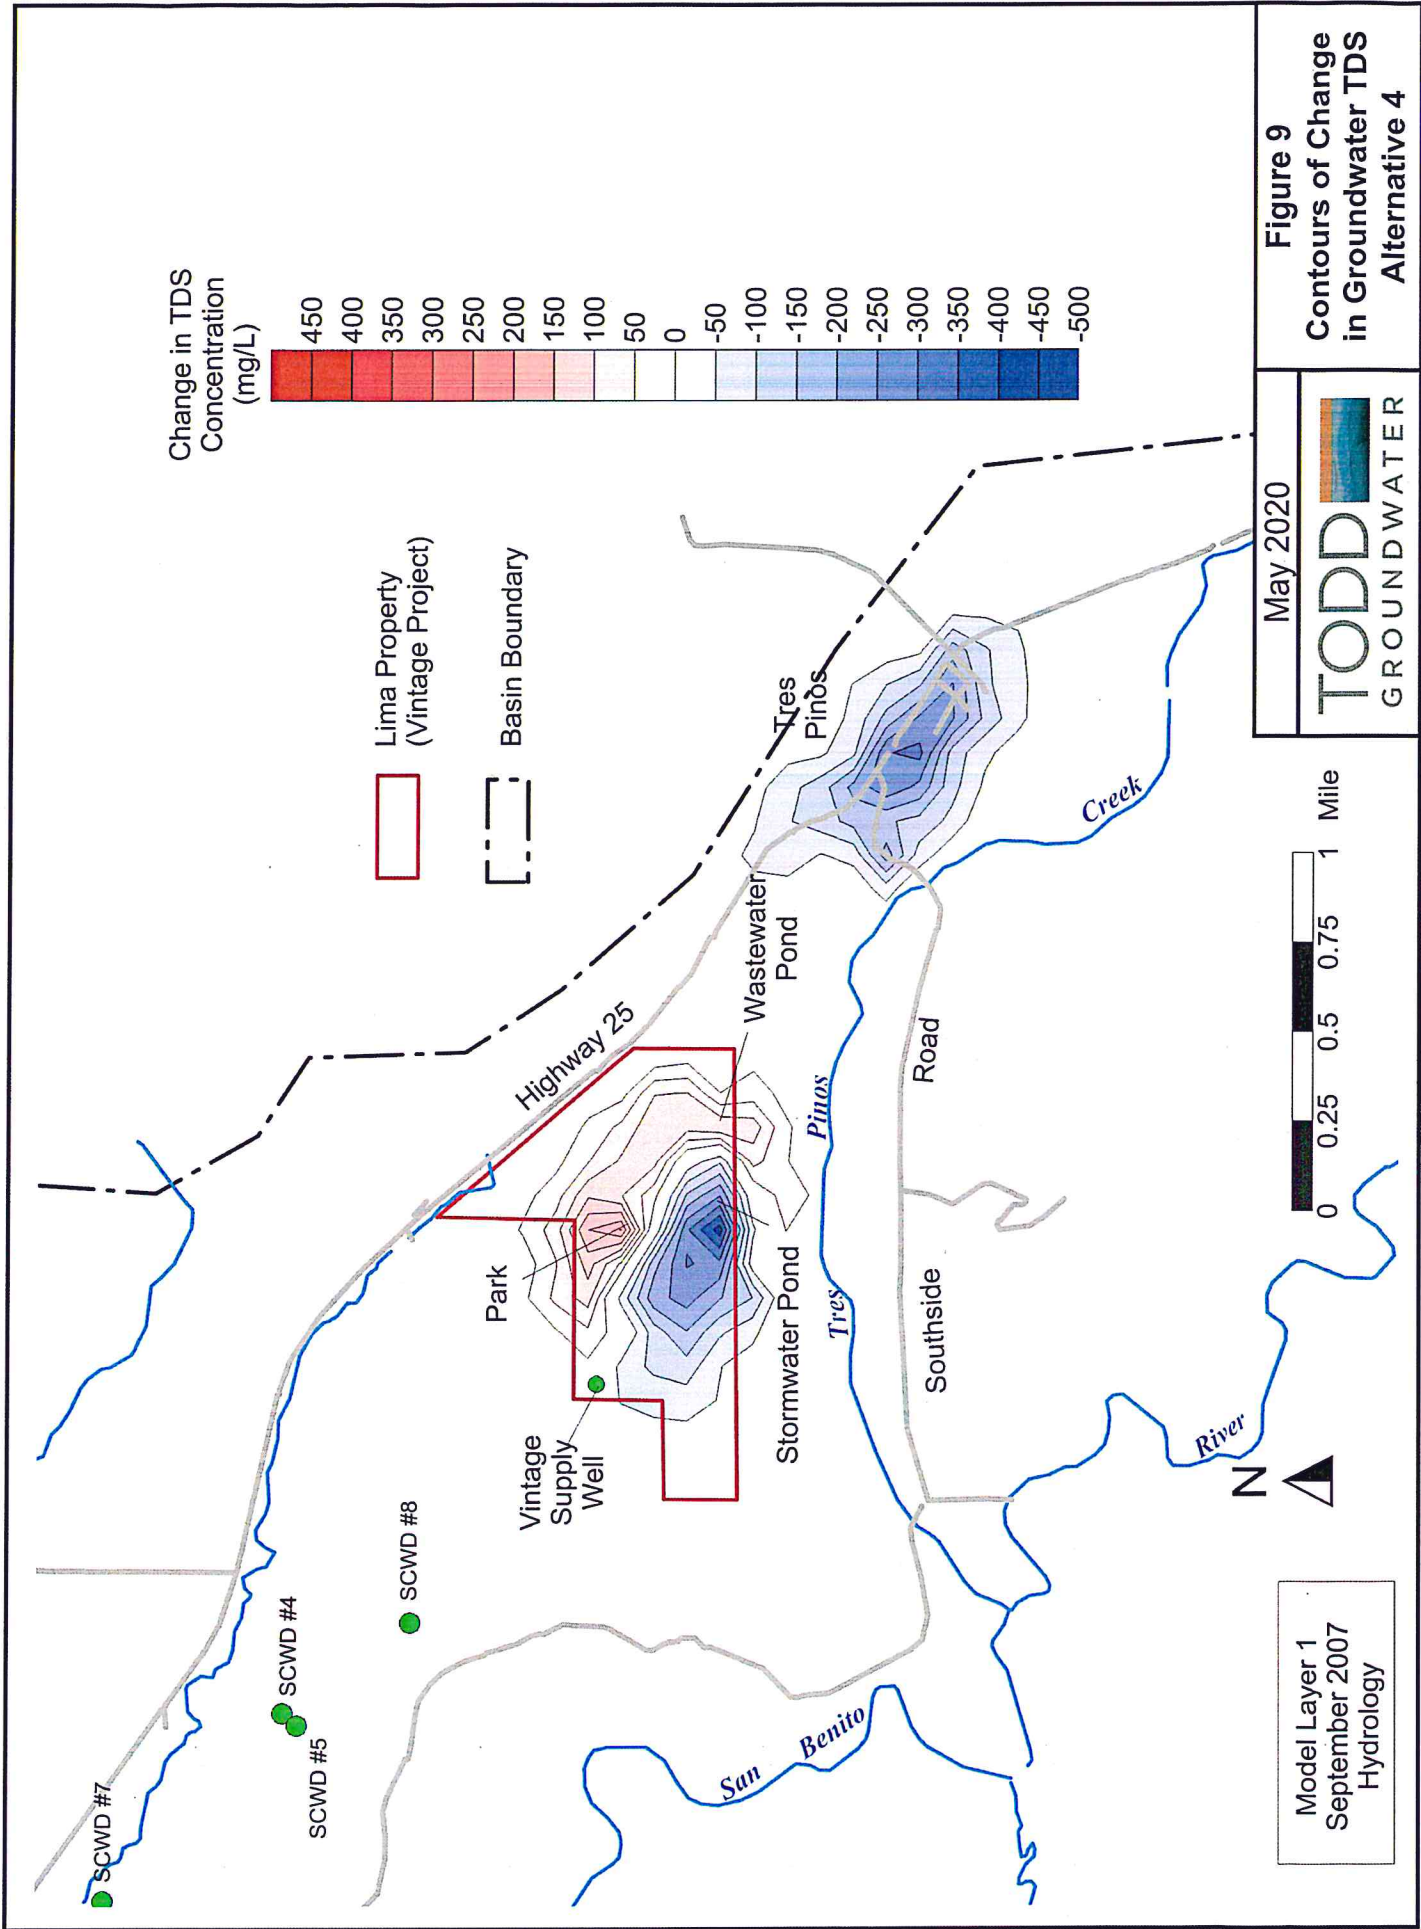 Change in TDS
Concentration
(mg/L)
450
400
350
300
250
200
150
100
50
0
-50
-100
-150
-200
-250
-300
-350
-400
-450
-500
Lima Property
(Vintage Project)
Basin Boundary
SCWD #7
SCWD #4
SCWD #5
SCWD #8
Highway 25
Park
Vintage
Supply
Well
Wastewater
Pond
Stormwater Pond
Tres
Pinos
Tres
Pinos
Creek
Southside
Road
San
Benito
River
Model Layer 1
September 2007
Hydrology
N
0
0.25
0.5
0.75
1
Mile
May 2020
TODD
GROUNDWATER
Figure 9
Contours of Change
in Groundwater TDS
Alternative 4